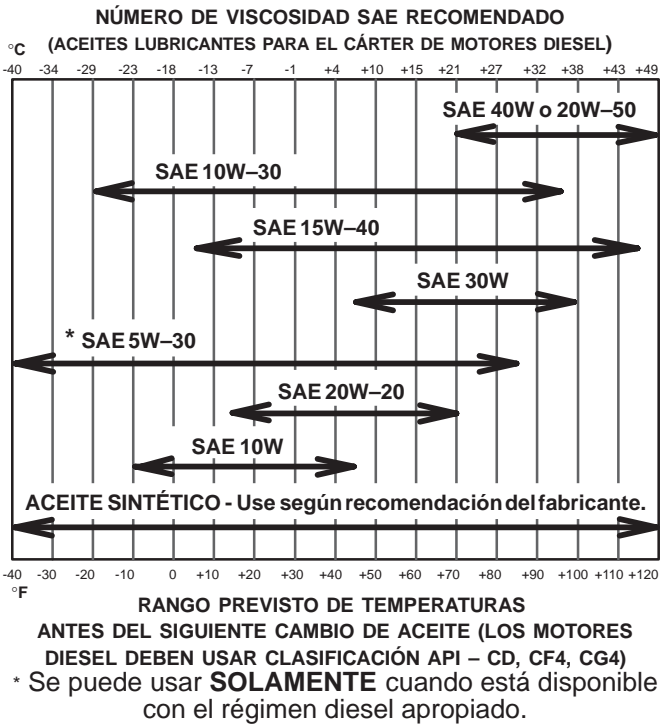 NÚMERO DE VISCOSIDAD SAE RECOMENDADO
(ACEITES LUBRICANTES PARA EL CÁRTER DE MOTORES DIESEL)
°C
-40 -34 -29 -23 -18 -13 -7 -1 +4 +10 +15 +21 +27 +32 +38 +43 +49
SAE 40W o 20W–50
SAE 10W–30
SAE 15W–40
SAE 30W
* SAE 5W–30
SAE 20W–20
SAE 10W
ACEITE SINTÉTICO - Use según recomendación del fabricante.
-40 -30 -20 -10 0 +10 +20 +30 +40 +50 +60 +70 +80 +90 +100 +110 +120
°F
RANGO PREVISTO DE TEMPERATURAS
ANTES DEL SIGUIENTE CAMBIO DE ACEITE (LOS MOTORES
DIESEL DEBEN USAR CLASIFICACIÓN API – CD, CF4, CG4)
* Se puede usar SOLAMENTE cuando está disponible
con el régimen diesel apropiado.